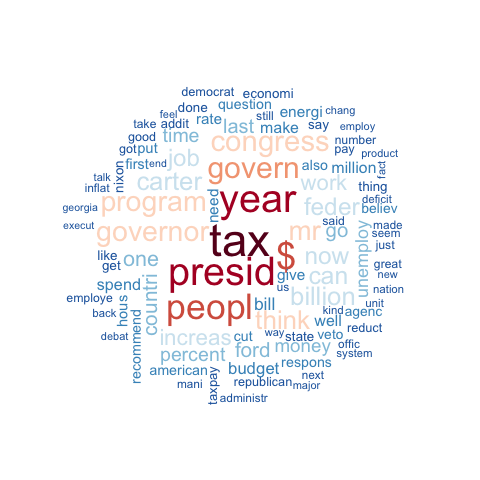 democrat economi
feel done question still energi chang
take addit rate last make say employ
good time congress number
got put pay product
first end job govern also million fact
talk nixon carter need year work thing
inflat program feder deficit
georgia believ
execut governor tax mr go said made
seem
like one $ now just
get presid give can great
spend countri us unemploy new
employe peopl bill billion nation
back hous think kind well agenc unit
debat increas cut way state veto reduct
recommend percent ford money offic
american budget respons system
mani taxpay republican next
major
administr